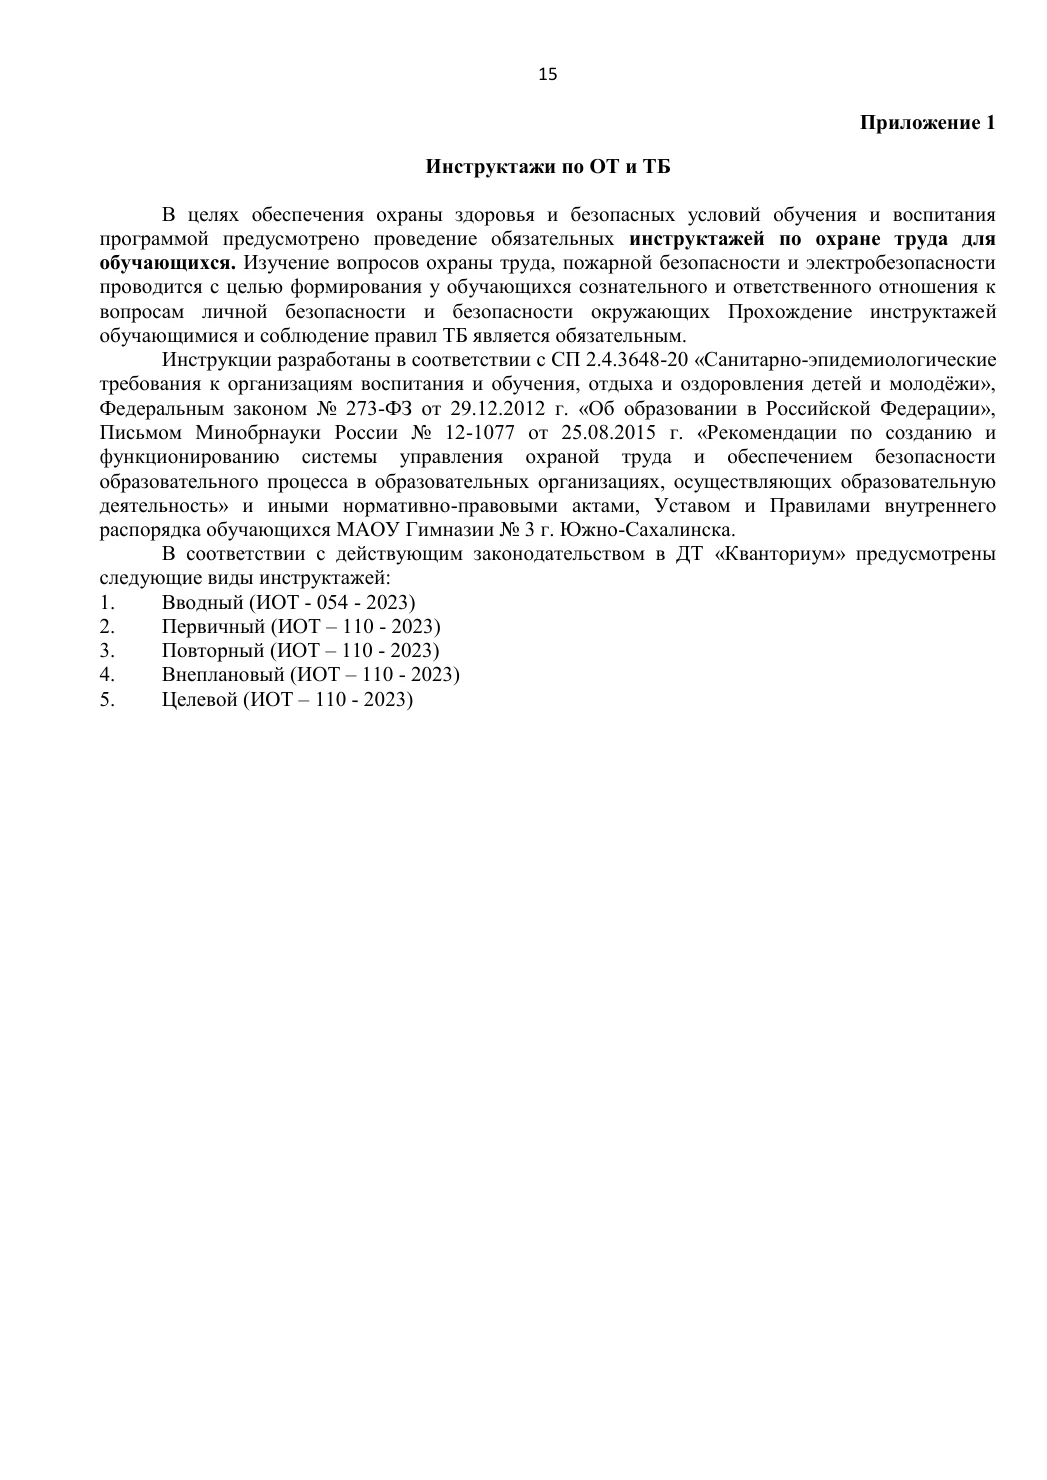 15
Приложение 1
Инструктажи по ОТ и ТБ
В целях обеспечения охраны здоровья и безопасных условий обучения и воспитания
программой предусмотрено проведение обязательных инструктажей по охране труда для
обучающихся. Изучение вопросов охраны труда, пожарной безопасности и электробезопасности
проводится с целью формирования у обучающихся сознательного и ответственного отношения к
вопросам личной безопасности и безопасности окружающих Прохождение инструктажей
обучающимися и соблюдение правил ТБ является обязательным.
Инструкции разработаны в соответствии с СП 2.4.3648-20 «Санитарно-эпидемиологические
требования к организациям воспитания и обучения, отдыха и оздоровления детей и молодёжи»,
Федеральным законом № 273-ФЗ от 29.12.2012 г. «Об образовании в Российской Федерации»,
Письмом Минобрнауки России № 12-1077 от 25.08.2015 г. «Рекомендации по созданию и
функционированию системы управления охраной труда и обеспечением безопасности
образовательного процесса в образовательных организациях, осуществляющих образовательную
деятельность» и иными нормативно-правовыми актами, Уставом и Правилами внутреннего
распорядка обучающихся МАОУ Гимназии № 3 г. Южно-Сахалинска.
В соответствии с действующим законодательством в ДТ «Кванториум» предусмотрены
следующие виды инструктажей:
1. Вводный (ИОТ - 054 - 2023)
2. Первичный (ИОТ – 110 - 2023)
3. Повторный (ИОТ – 110 - 2023)
4. Внеплановый (ИОТ – 110 - 2023)
5. Целевой (ИОТ – 110 - 2023)